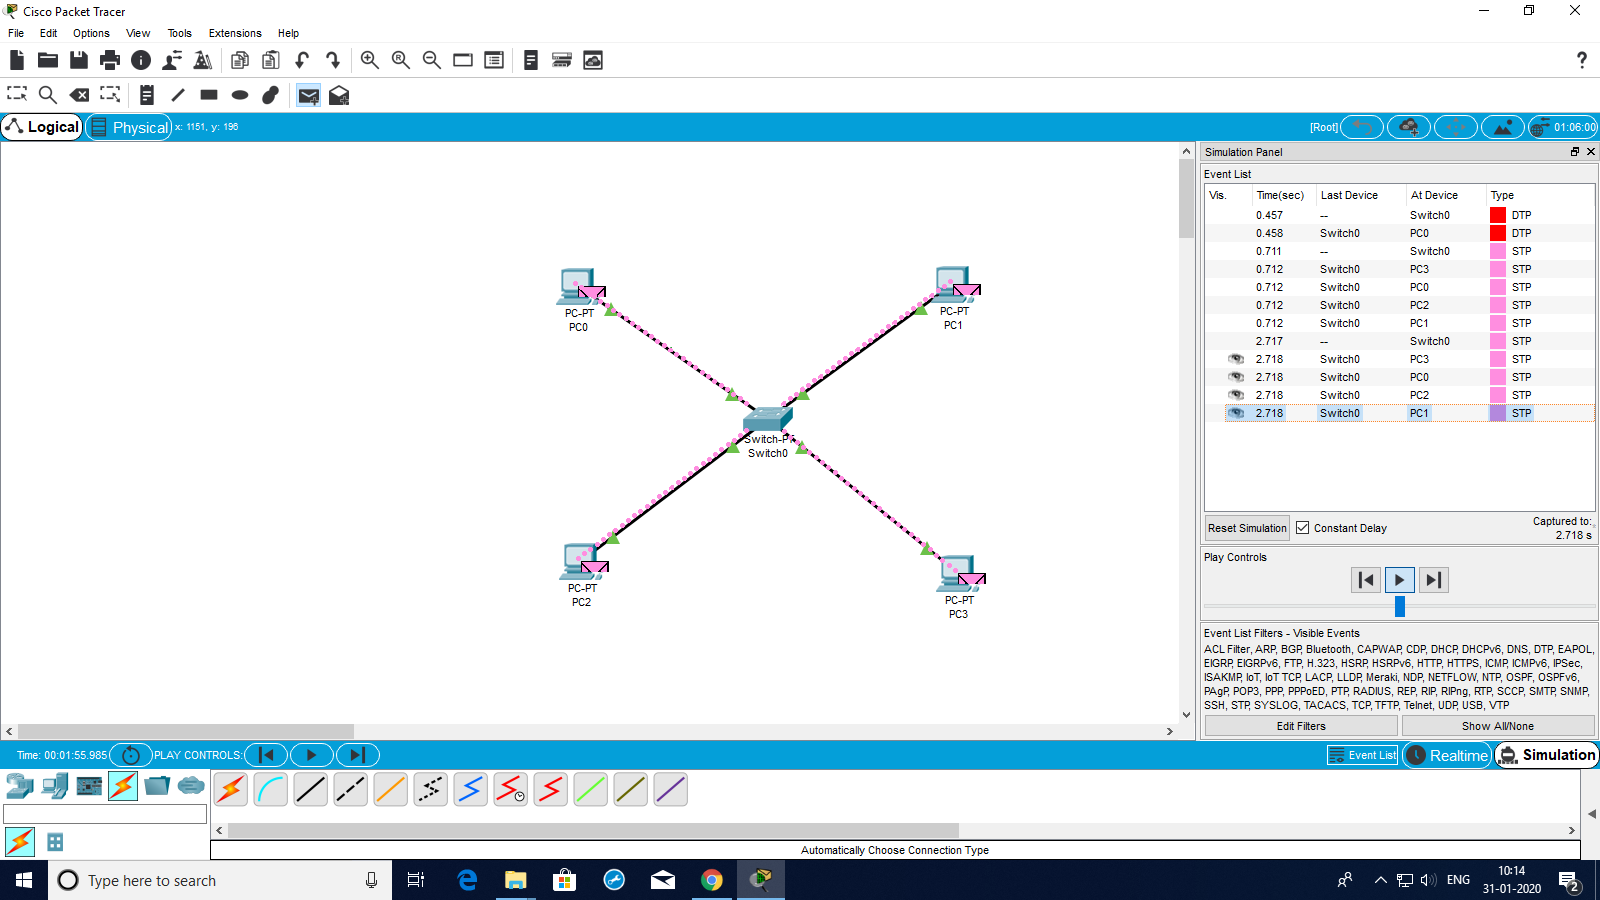 Cisco Packet Tracer
File Edit Options View Tools Extensions Help
Logical Physical x: 1151, y: 196 [Root] 01:06:00
PC-PT
PC0
PC-PT
PC1
Switch-PT
Switch0
PC-PT
PC2
PC-PT
PC3
Simulation Panel
Event List
Vis. Time(sec) Last Device At Device Type
0.457 -- Switch0 DTP
0.458 Switch0 PC0 DTP
0.711 -- Switch0 STP
0.712 Switch0 PC3 STP
0.712 Switch0 PC0 STP
0.712 Switch0 PC2 STP
0.712 Switch0 PC1 STP
2.717 -- Switch0 STP
2.718 Switch0 PC3 STP
2.718 Switch0 PC0 STP
2.718 Switch0 PC2 STP
2.718 Switch0 PC1 STP
Reset Simulation Constant Delay Captured to:
2.718 s
Play Controls
Event List Filters - Visible Events
ACL Filter, ARP, BGP, Bluetooth, CAPWAP, CDP, DHCP, DHCPv6, DNS, DTP, EAPOL,
EIGRP, EIGRPv6, FTP, H.323, HSRP, HSRPv6, HTTP, HTTPS, ICMP, ICMPv6, IPSec,
ISAKMP, IoT, IoT TCP, LACP, LLDP, Meraki, NDP, NETFLOW, NTP, OSPF, OSPFv6,
PAgP, POP3, PPP, PPPoED, PTP, RADIUS, REP, RIP, RIPng, RTP, SCCP, SMTP, SNMP,
SSH, STP, SYSLOG, TACACS, TCP, TFTP, Telnet, UDP, USB, VTP
Edit Filters Show All/None
Time: 00:01:55.985 PLAY CONTROLS: Event List Realtime Simulation
Automatically Choose Connection Type
Type here to search
ENG 10:14
31-01-2020 2